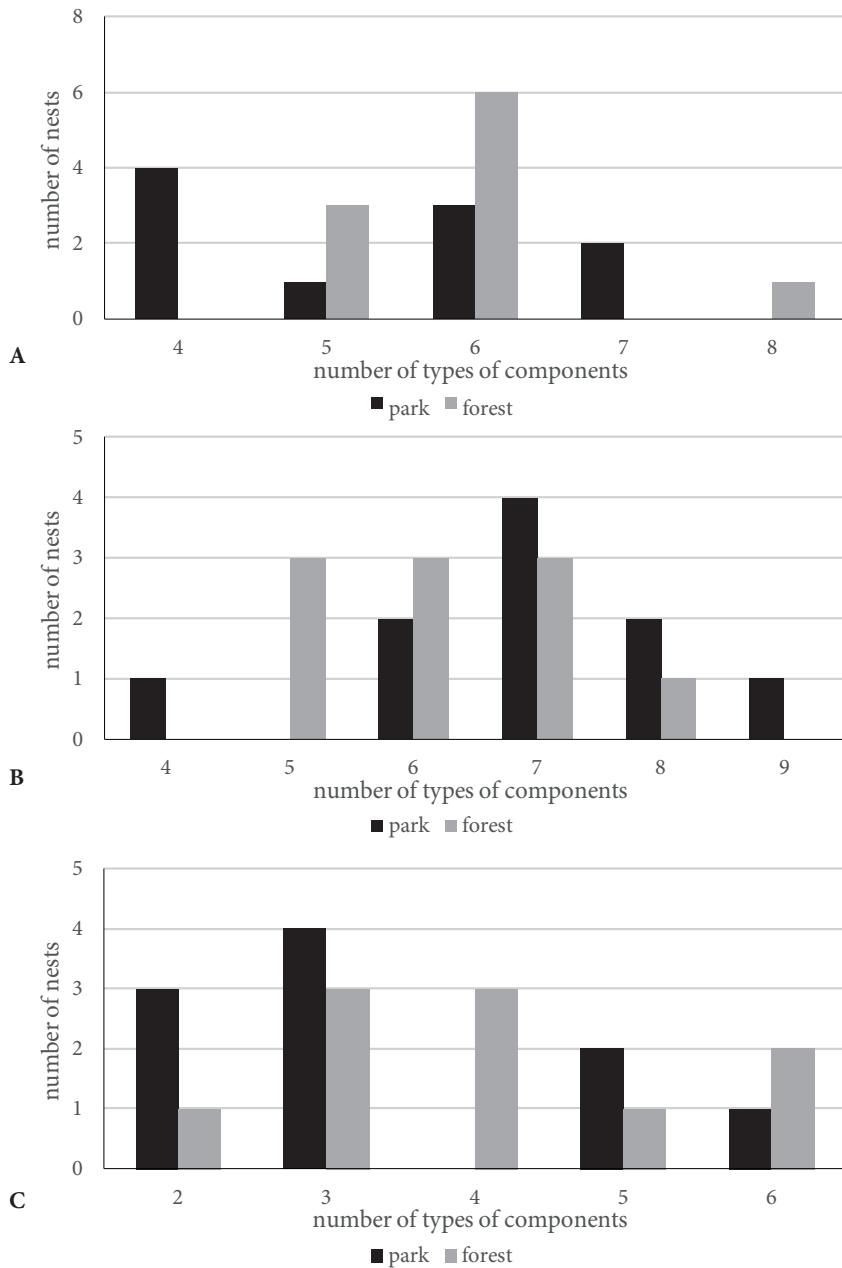 8
6
4
2
0
number of nests
4 5 6 7 8
A
number of types of components
park forest
5
4
3
2
1
0
number of nests
4 5 6 7 8 9
B
number of types of components
park forest
5
4
3
2
1
0
number of nests
2 3 4 5 6
C
number of types of components
park forest